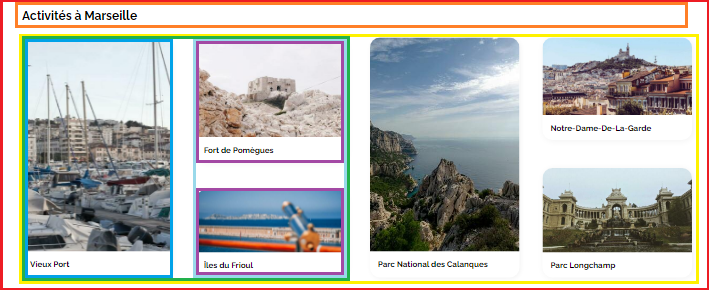 Activités à Marseille
Vieux Port
Fort de Pomègues
Îles du Frioul
Parc National des Calanques
Notre-Dame-De-La-Garde
Parc Longchamp